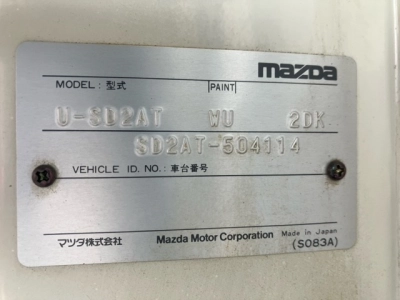 mazda
MODEL : 型式 PAINT
U-SD2AT WU 2DK
SD2AT-504114
VEHICLE ID. NO. : 車台番号
マツダ株式会社 Mazda Motor Corporation Made in Japan
(S083A)